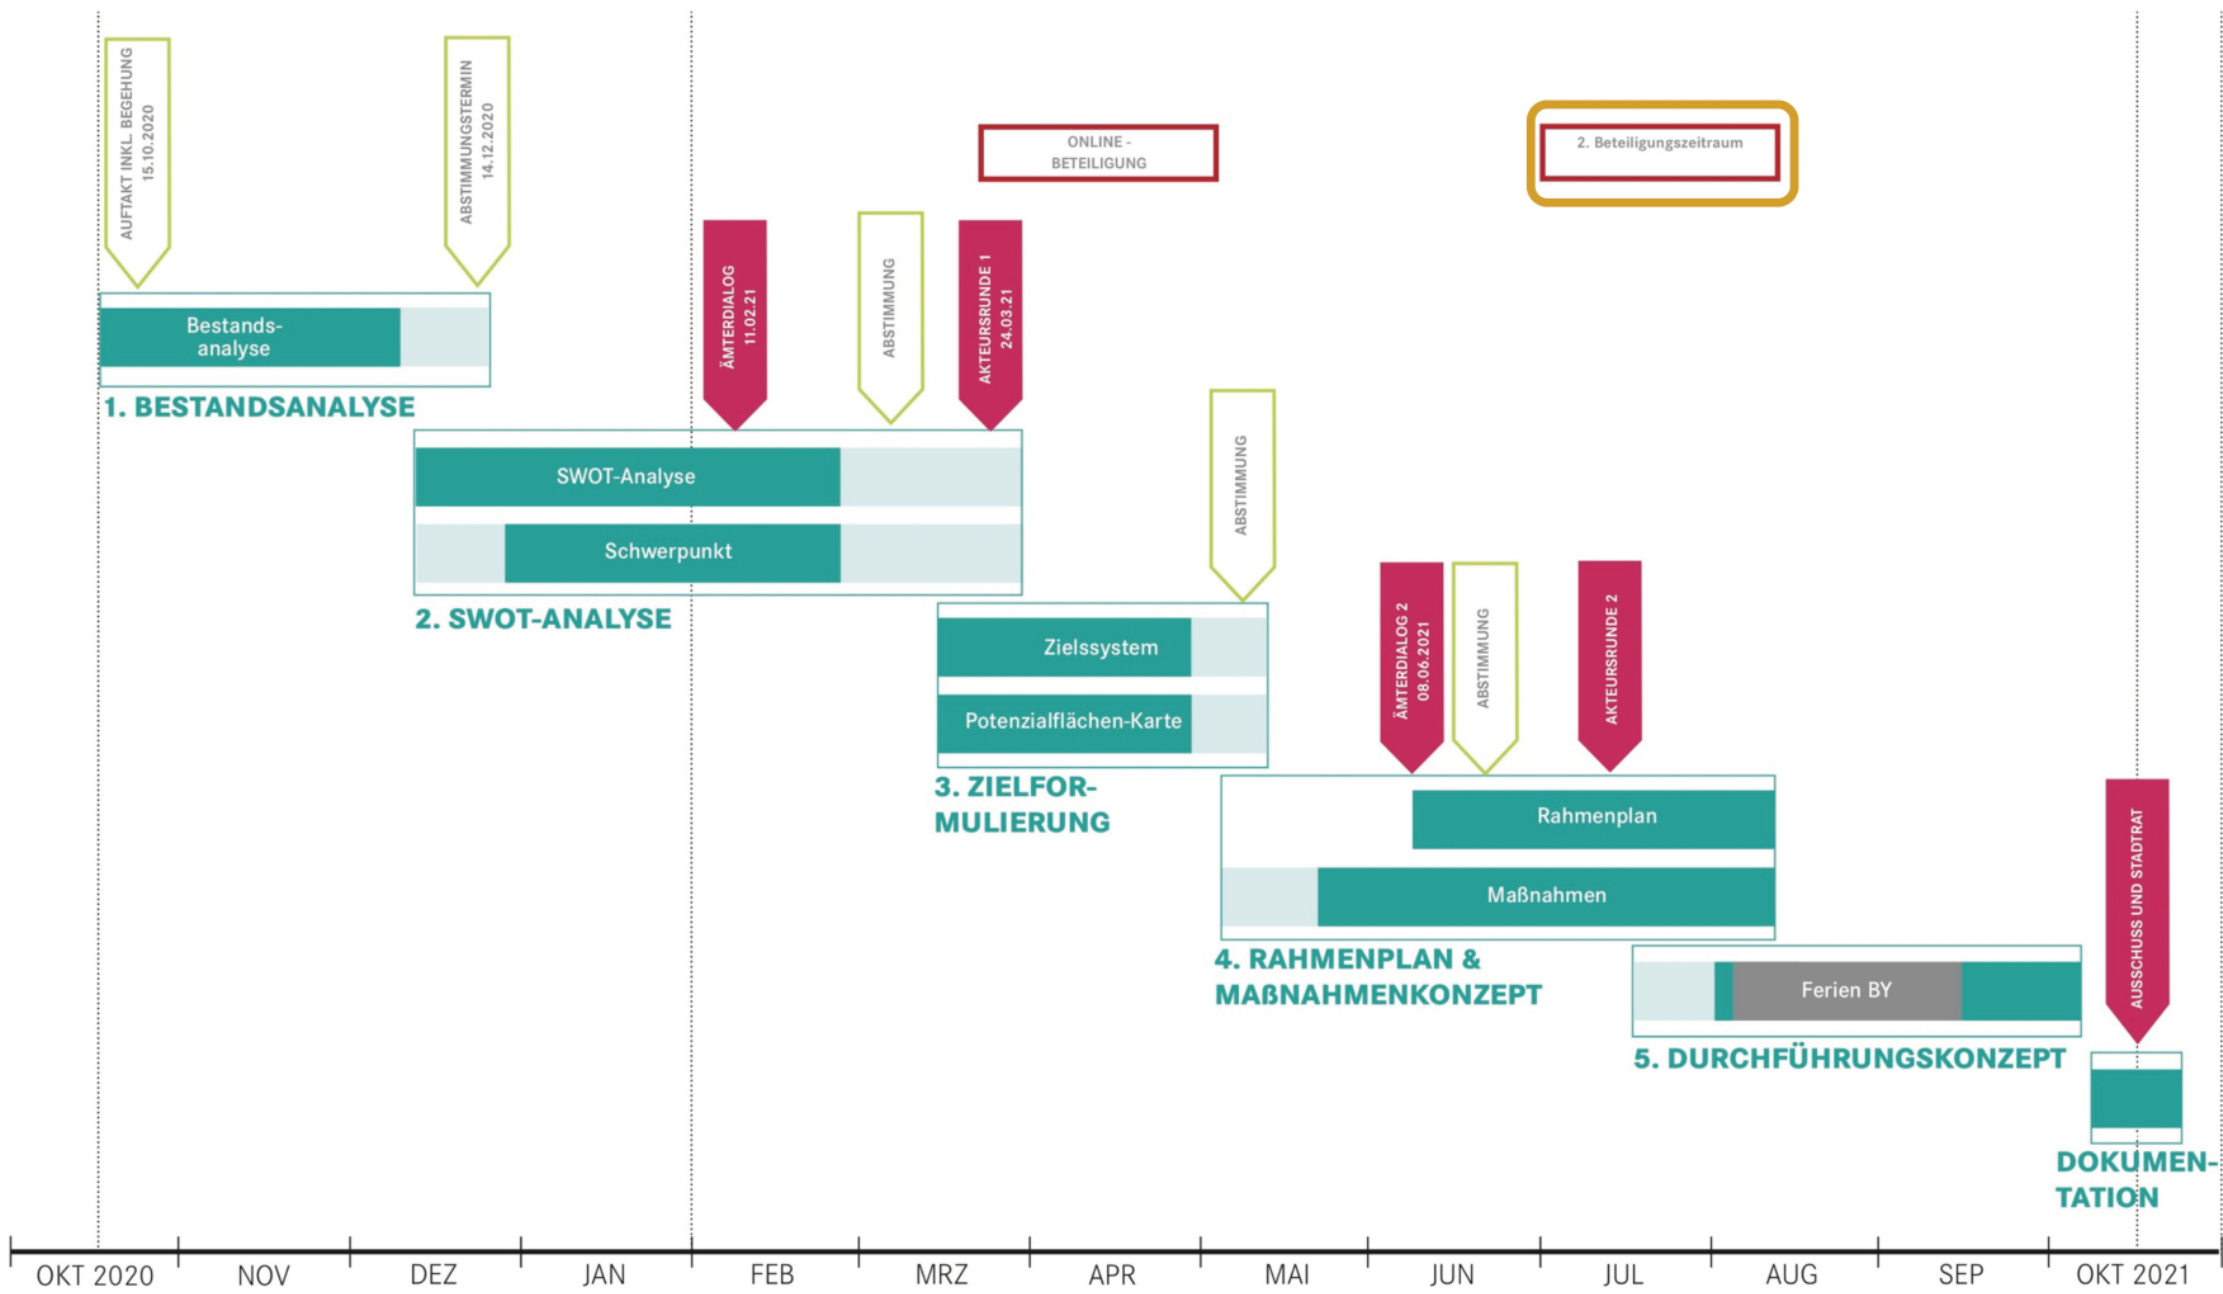 AUFTAKT INKL. BEGEHUNG
15.10.2020
ABSTIMMUNGSTERMIN
14.12.2020
ONLINE -
BETEILIGUNG
2. Beteiligungszeitraum
ÄMTERDIALOG
11.02.21
ABSTIMMUNG
AKTEURSRUNDE 1
24.03.21
Bestands-
analyse
1. BESTANDSANALYSE
SWOT-Analyse
Schwerpunkt
2. SWOT-ANALYSE
ABSTIMMUNG
Zielssystem
Potenzialflächen-Karte
3. ZIELFOR-
MULIERUNG
ÄMTERDIALOG 2
08.06.2021
ABSTIMMUNG
AKTEURSRUNDE 2
Rahmenplan
Maßnahmen
4. RAHMENPLAN &
MAßNAHMENKONZEPT
Ferien BY
5. DURCHFÜHRUNGSKONZEPT
AUSSCHUSS UND STADTRAT
DOKUMEN-
TATION
OKT 2020 NOV DEZ JAN FEB MRZ APR MAI JUN JUL AUG SEP OKT 2021